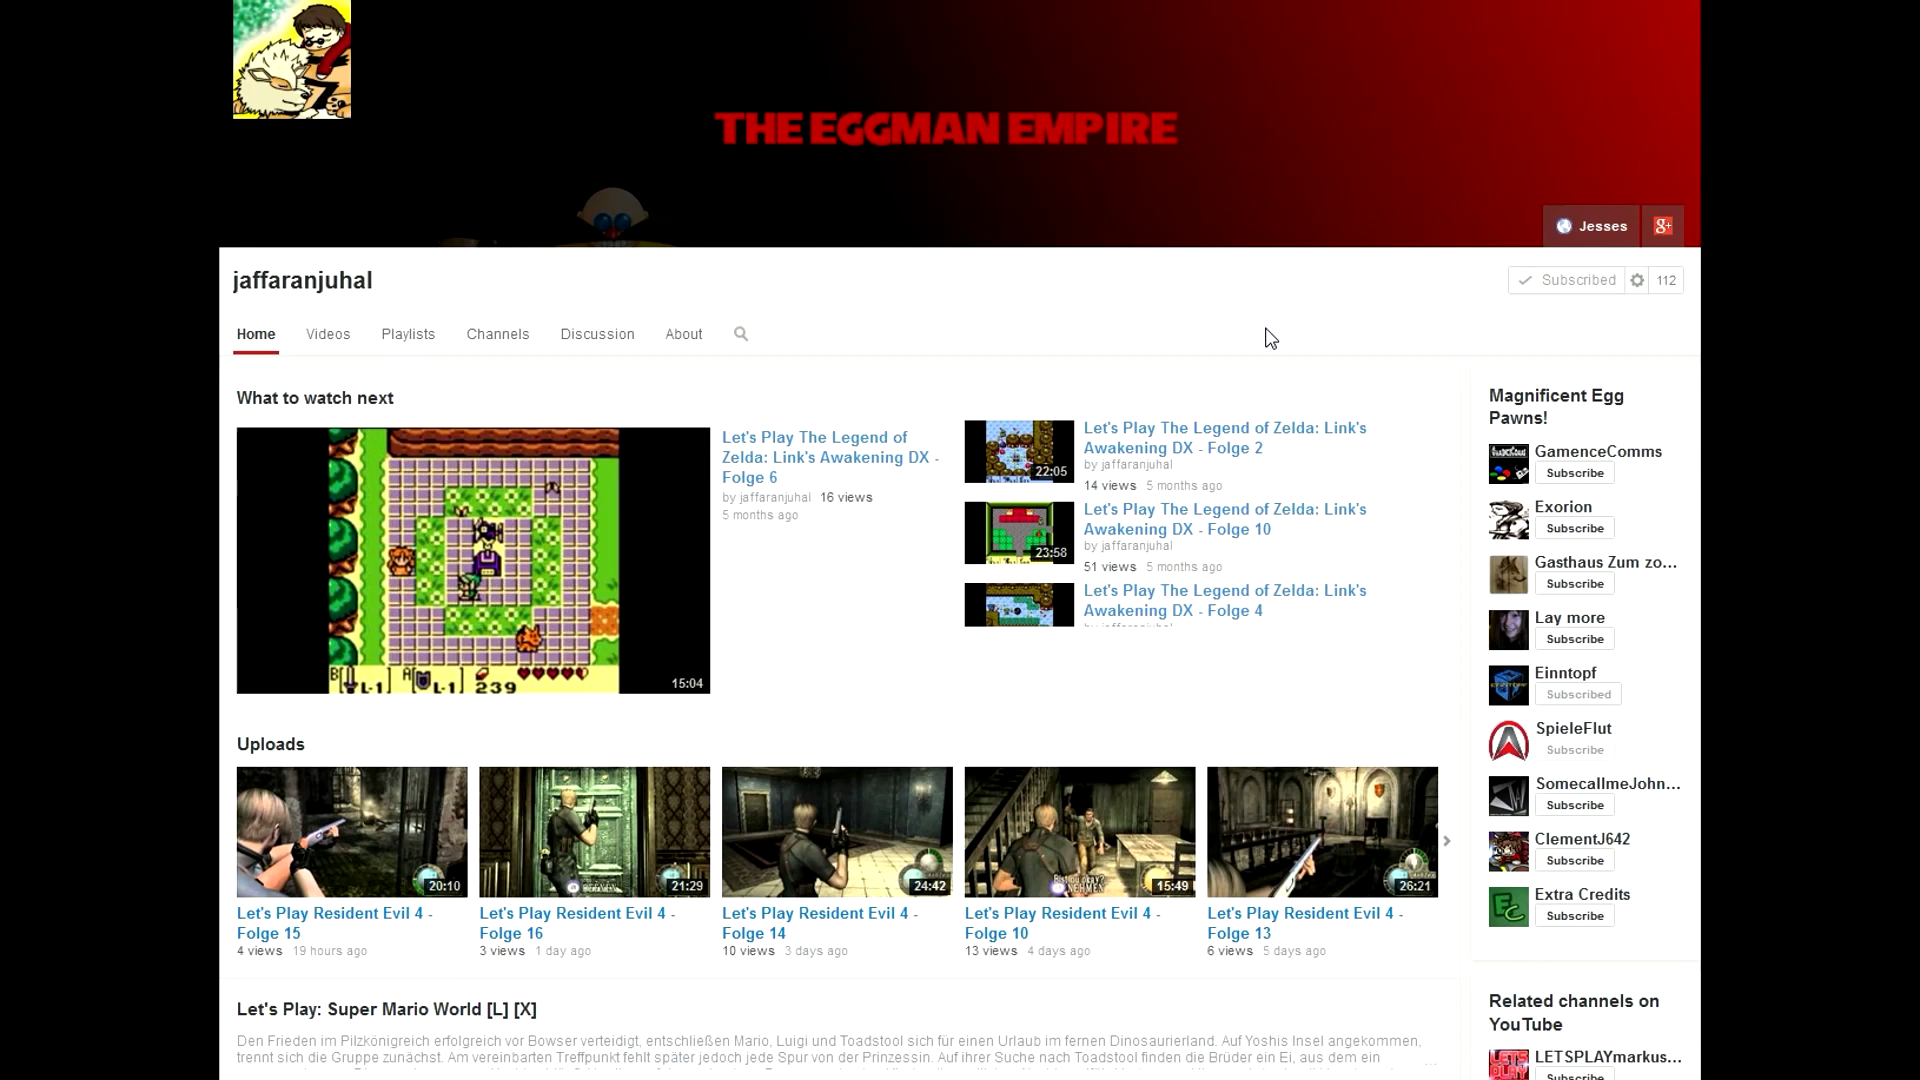 THE EGGMAN EMPIRE
Jesses
jaffaranjuhal
Subscribed 112
Home Videos Playlists Channels Discussion About
What to watch next
15:04
Let's Play The Legend of
Zelda: Link's Awakening DX -
Folge 6
by jaffaranjuhal 16 views
5 months ago
B L-1 A L-1 239
22:05
Let's Play The Legend of Zelda: Link's
Awakening DX - Folge 2
by jaffaranjuhal
14 views 5 months ago
23:58
Let's Play The Legend of Zelda: Link's
Awakening DX - Folge 10
by jaffaranjuhal
51 views 5 months ago
Let's Play The Legend of Zelda: Link's
Awakening DX - Folge 4
Uploads
20:10
Let's Play Resident Evil 4 -
Folge 15
4 views 19 hours ago
21:29
Let's Play Resident Evil 4 -
Folge 16
3 views 1 day ago
24:42
Let's Play Resident Evil 4 -
Folge 14
10 views 3 days ago
15:49
Let's Play Resident Evil 4 -
Folge 10
13 views 4 days ago
26:21
Let's Play Resident Evil 4 -
Folge 13
6 views 5 days ago
Let's Play: Super Mario World [L] [X]
Den Frieden im Pilzkönigreich erfolgreich vor Bowser verteidigt, entschließen Mario, Luigi und Toadstool sich für einen Urlaub im fernen Dinosaurierland. Auf Yoshis Insel angekommen,
trennt sich die Gruppe zunächst. Am vereinbarten Treffpunkt fehlt später jedoch jede Spur von der Prinzessin. Auf ihrer Suche nach Toadstool finden die Brüder ein Ei, aus dem ein
Magnificent Egg
Pawns!
GamenceComms
Subscribe
Exorion
Subscribe
Gasthaus Zum zo...
Subscribe
Lay more
Subscribe
Einntopf
Subscribed
SpieleFlut
Subscribe
SomecallmeJohn...
Subscribe
ClementJ642
Subscribe
Extra Credits
Subscribe
Related channels on
YouTube
LETSPLAYmarkus...
Subscribe